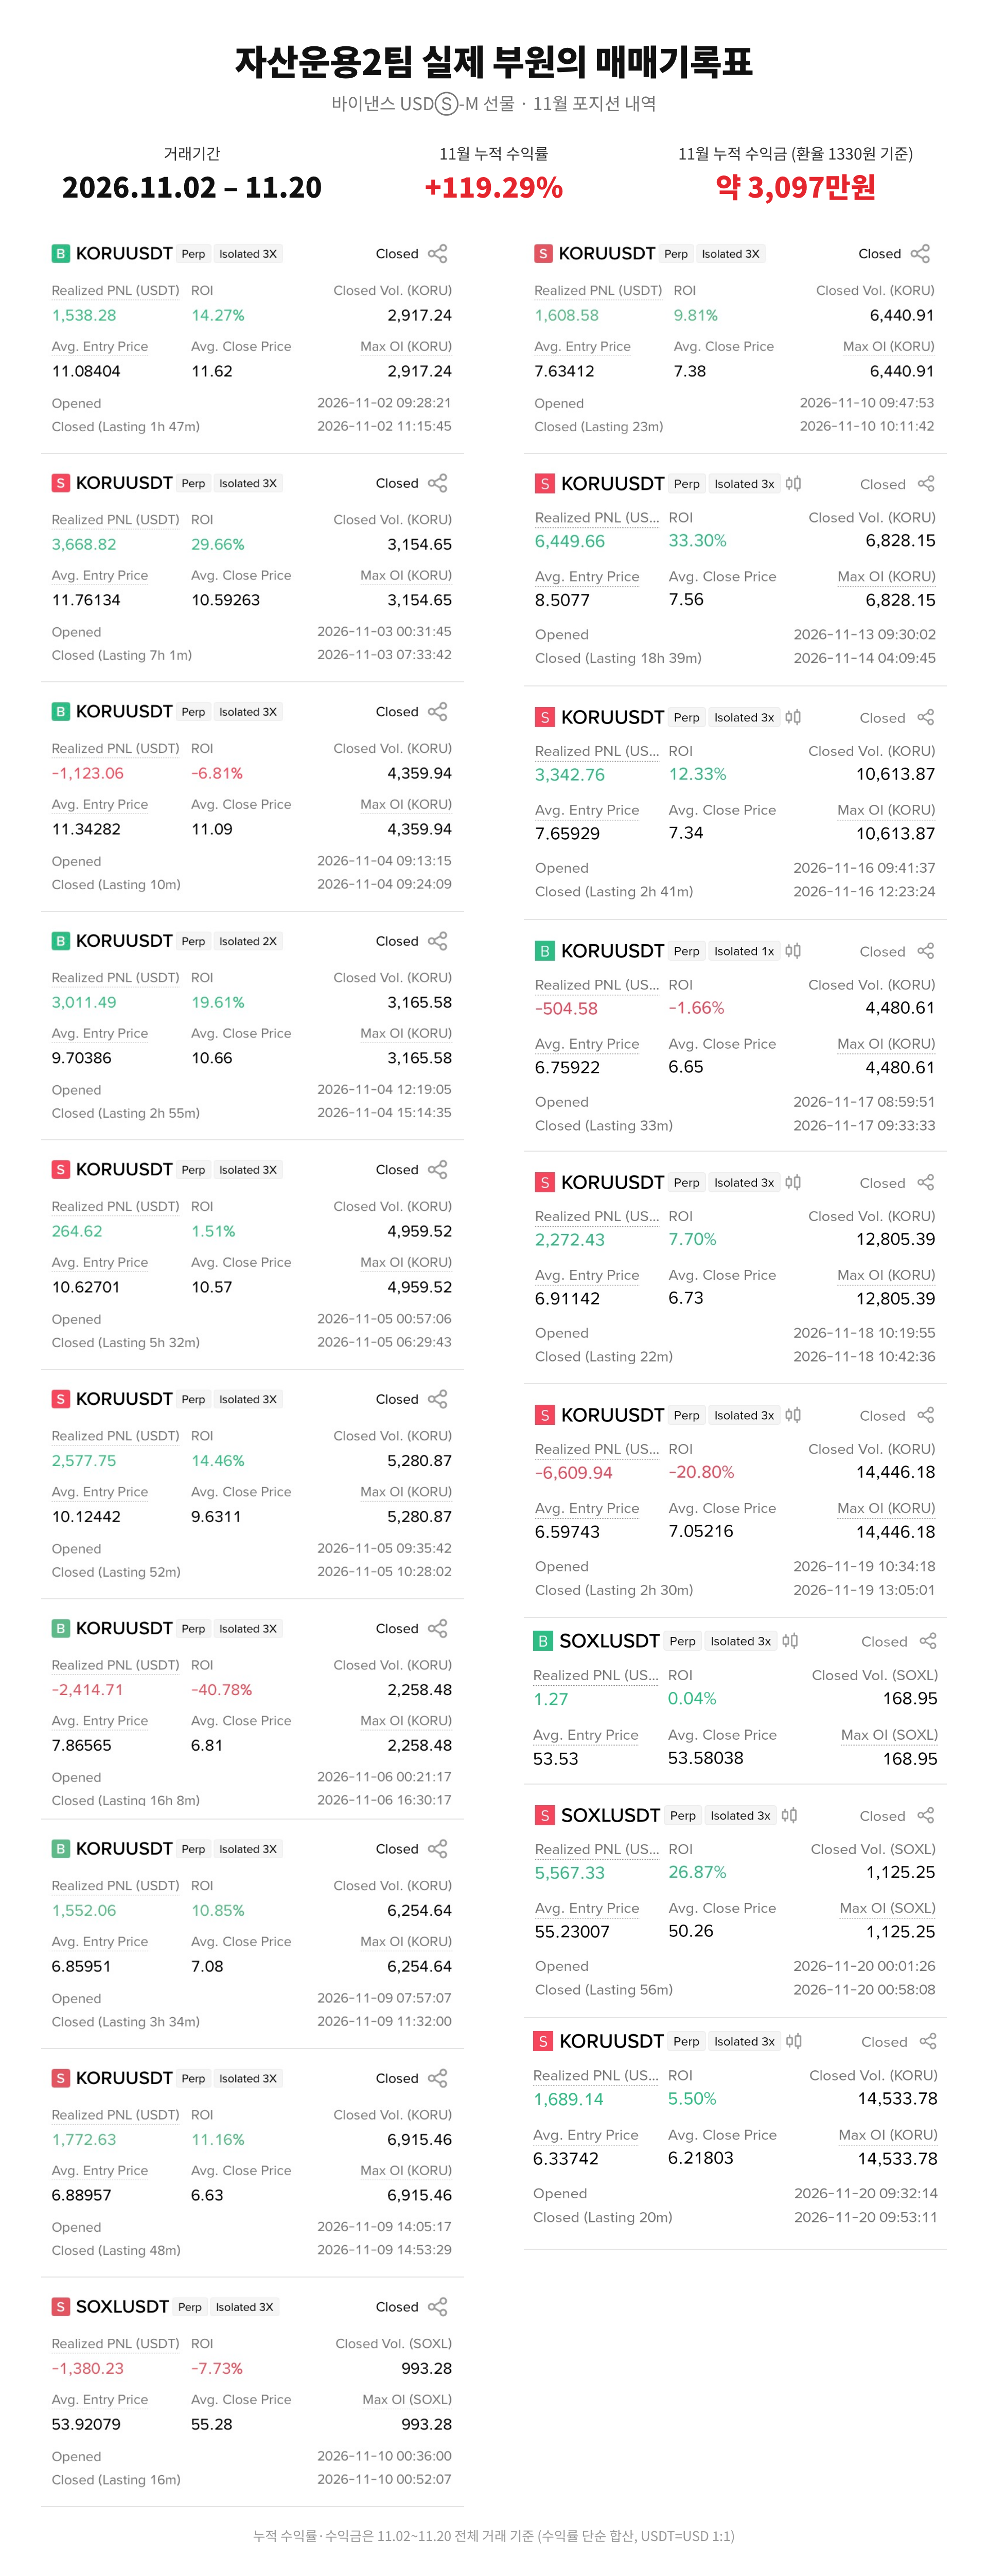 자산운용2팀 실제 부원의 매매기록표
바이낸스 USDⓈ-M 선물 · 11월 포지션 내역
거래기간
2026.11.02 – 11.20
11월 누적 수익률
+119.29%
11월 누적 수익금 (환율 1330원 기준)
약 3,097만원
B KORUUSDT Perp Isolated 3X Closed
Realized PNL (USDT) ROI Closed Vol. (KORU)
1,538.28 14.27% 2,917.24
Avg. Entry Price Avg. Close Price Max OI (KORU)
11.08404 11.62 2,917.24
Opened 2026-11-02 09:28:21
Closed (Lasting 1h 47m) 2026-11-02 11:15:45
S KORUUSDT Perp Isolated 3X Closed
Realized PNL (USDT) ROI Closed Vol. (KORU)
3,668.82 29.66% 3,154.65
Avg. Entry Price Avg. Close Price Max OI (KORU)
11.76134 10.59263 3,154.65
Opened 2026-11-03 00:31:45
Closed (Lasting 7h 1m) 2026-11-03 07:33:42
B KORUUSDT Perp Isolated 3X Closed
Realized PNL (USDT) ROI Closed Vol. (KORU)
-1,123.06 -6.81% 4,359.94
Avg. Entry Price Avg. Close Price Max OI (KORU)
11.34282 11.09 4,359.94
Opened 2026-11-04 09:13:15
Closed (Lasting 10m) 2026-11-04 09:24:09
B KORUUSDT Perp Isolated 2X Closed
Realized PNL (USDT) ROI Closed Vol. (KORU)
3,011.49 19.61% 3,165.58
Avg. Entry Price Avg. Close Price Max OI (KORU)
9.70386 10.66 3,165.58
Opened 2026-11-04 12:19:05
Closed (Lasting 2h 55m) 2026-11-04 15:14:35
S KORUUSDT Perp Isolated 3X Closed
Realized PNL (USDT) ROI Closed Vol. (KORU)
264.62 1.51% 4,959.52
Avg. Entry Price Avg. Close Price Max OI (KORU)
10.62701 10.57 4,959.52
Opened 2026-11-05 00:57:06
Closed (Lasting 5h 32m) 2026-11-05 06:29:43
S KORUUSDT Perp Isolated 3X Closed
Realized PNL (USDT) ROI Closed Vol. (KORU)
2,577.75 14.46% 5,280.87
Avg. Entry Price Avg. Close Price Max OI (KORU)
10.12442 9.6311 5,280.87
Opened 2026-11-05 09:35:42
Closed (Lasting 52m) 2026-11-05 10:28:02
B KORUUSDT Perp Isolated 3X Closed
Realized PNL (USDT) ROI Closed Vol. (KORU)
-2,414.71 -40.78% 2,258.48
Avg. Entry Price Avg. Close Price Max OI (KORU)
7.86565 6.81 2,258.48
Opened 2026-11-06 00:21:17
Closed (Lasting 16h 8m) 2026-11-06 16:30:17
B KORUUSDT Perp Isolated 3X Closed
Realized PNL (USDT) ROI Closed Vol. (KORU)
1,552.06 10.85% 6,254.64
Avg. Entry Price Avg. Close Price Max OI (KORU)
6.85951 7.08 6,254.64
Opened 2026-11-09 07:57:07
Closed (Lasting 3h 34m) 2026-11-09 11:32:00
S KORUUSDT Perp Isolated 3X Closed
Realized PNL (USDT) ROI Closed Vol. (KORU)
1,772.63 11.16% 6,915.46
Avg. Entry Price Avg. Close Price Max OI (KORU)
6.88957 6.63 6,915.46
Opened 2026-11-09 14:05:17
Closed (Lasting 48m) 2026-11-09 14:53:29
S SOXLUSDT Perp Isolated 3X Closed
Realized PNL (USDT) ROI Closed Vol. (SOXL)
-1,380.23 -7.73% 993.28
Avg. Entry Price Avg. Close Price Max OI (SOXL)
53.92079 55.28 993.28
Opened 2026-11-10 00:36:00
Closed (Lasting 16m) 2026-11-10 00:52:07
S KORUUSDT Perp Isolated 3X Closed
Realized PNL (USDT) ROI Closed Vol. (KORU)
1,608.58 9.81% 6,440.91
Avg. Entry Price Avg. Close Price Max OI (KORU)
7.63412 7.38 6,440.91
Opened 2026-11-10 09:47:53
Closed (Lasting 23m) 2026-11-10 10:11:42
S KORUUSDT Perp Isolated 3x Closed
Realized PNL (US... ROI Closed Vol. (KORU)
6,449.66 33.30% 6,828.15
Avg. Entry Price Avg. Close Price Max OI (KORU)
8.5077 7.56 6,828.15
Opened 2026-11-13 09:30:02
Closed (Lasting 18h 39m) 2026-11-14 04:09:45
S KORUUSDT Perp Isolated 3x Closed
Realized PNL (US... ROI Closed Vol. (KORU)
3,342.76 12.33% 10,613.87
Avg. Entry Price Avg. Close Price Max OI (KORU)
7.65929 7.34 10,613.87
Opened 2026-11-16 09:41:37
Closed (Lasting 2h 41m) 2026-11-16 12:23:24
B KORUUSDT Perp Isolated 1x Closed
Realized PNL (US... ROI Closed Vol. (KORU)
-504.58 -1.66% 4,480.61
Avg. Entry Price Avg. Close Price Max OI (KORU)
6.75922 6.65 4,480.61
Opened 2026-11-17 08:59:51
Closed (Lasting 33m) 2026-11-17 09:33:33
S KORUUSDT Perp Isolated 3x Closed
Realized PNL (US... ROI Closed Vol. (KORU)
2,272.43 7.70% 12,805.39
Avg. Entry Price Avg. Close Price Max OI (KORU)
6.91142 6.73 12,805.39
Opened 2026-11-18 10:19:55
Closed (Lasting 22m) 2026-11-18 10:42:36
S KORUUSDT Perp Isolated 3x Closed
Realized PNL (US... ROI Closed Vol. (KORU)
-6,609.94 -20.80% 14,446.18
Avg. Entry Price Avg. Close Price Max OI (KORU)
6.59743 7.05216 14,446.18
Opened 2026-11-19 10:34:18
Closed (Lasting 2h 30m) 2026-11-19 13:05:01
B SOXLUSDT Perp Isolated 3x Closed
Realized PNL (US... ROI Closed Vol. (SOXL)
1.27 0.04% 168.95
Avg. Entry Price Avg. Close Price Max OI (SOXL)
53.53 53.58038 168.95
S SOXLUSDT Perp Isolated 3x Closed
Realized PNL (US... ROI Closed Vol. (SOXL)
5,567.33 26.87% 1,125.25
Avg. Entry Price Avg. Close Price Max OI (SOXL)
55.23007 50.26 1,125.25
Opened 2026-11-20 00:01:26
Closed (Lasting 56m) 2026-11-20 00:58:08
S KORUUSDT Perp Isolated 3x Closed
Realized PNL (US... ROI Closed Vol. (KORU)
1,689.14 5.50% 14,533.78
Avg. Entry Price Avg. Close Price Max OI (KORU)
6.33742 6.21803 14,533.78
Opened 2026-11-20 09:32:14
Closed (Lasting 20m) 2026-11-20 09:53:11
누적 수익률·수익금은 11.02~11.20 전체 거래 기준 (수익률 단순 합산, USDT=USD 1:1)